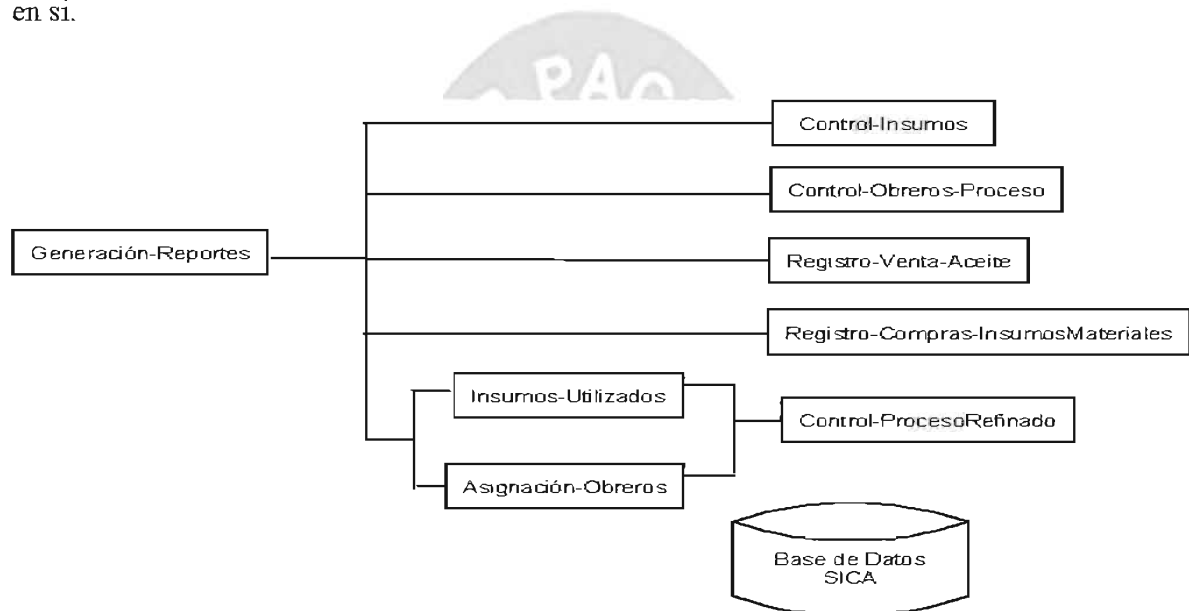 en si.
PAC
Control-Insumos
Control-Obreros-Proceso
Generación-Reportes
Registro-Venta-Aceite
Registro-Compras-InsumosMateriales
Insumos-Utilizados
Control-ProcesoRefinado
Asignación-Obreros
Base de Datos
SICA